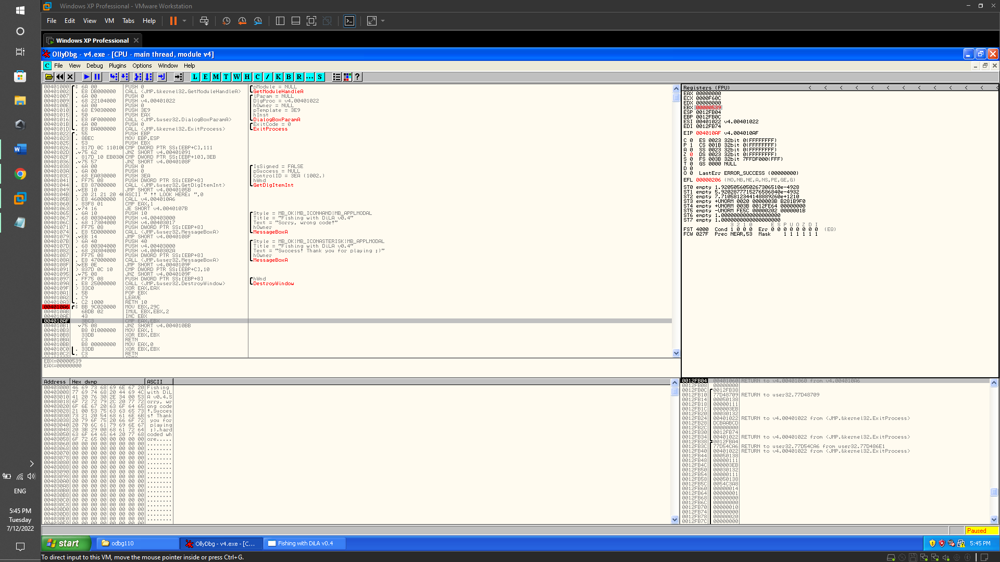 Windows XP Professional - VMware Workstation
File Edit View VM Tabs Help
Windows XP Professional
OllyDbg - v4.exe - [CPU - main thread, module v4]
C File View Debug Plugins Options Window Help
L E M T W H C / K B R ... S ?
00401000 $ 6A 00 PUSH 0 pModule = NULL
00401002 . E8 DB000000 CALL <JMP.&kernel32.GetModuleHandleA> GetModuleHandleA
00401007 . 6A 00 PUSH 0 lParam = NULL
00401009 . 68 22104000 PUSH v4.00401022 DlgProc = v4.00401022
0040100E . 6A 00 PUSH 0 hOwner = NULL
00401010 . 68 E9030000 PUSH 3E9 pTemplate = 3E9
00401015 . 50 PUSH EAX hInst
00401016 . E8 AF000000 CALL <JMP.&user32.DialogBoxParamA> DialogBoxParamA
0040101B . 6A 00 PUSH 0 ExitCode = 0
0040101D . E8 BA000000 CALL <JMP.&kernel32.ExitProcess> ExitProcess
00401022 . 55 PUSH EBP
00401023 . 8BEC MOV EBP,ESP
00401025 . 53 PUSH EBX
00401026 . 817D 0C 11010 CMP DWORD PTR SS:[EBP+C],111
0040102D . 75 62 JNZ SHORT v4.00401091
0040102F . 817D 10 EB030 CMP DWORD PTR SS:[EBP+10],3EB
00401036 . 75 57 JNZ SHORT v4.0040108F
00401038 . 6A 00 PUSH 0 IsSigned = FALSE
0040103A . 6A 00 PUSH 0 pSuccess = NULL
0040103C . 68 EA030000 PUSH 3EA ControlID = 3EA (1002.)
00401041 . FF75 08 PUSH DWORD PTR SS:[EBP+8] hWnd
00401044 . E8 87000000 CALL <JMP.&user32.GetDlgItemInt> GetDlgItemInt
00401049 . EB 10 JMP SHORT v4.0040105B
0040104B . 20 21 21 20 4 ASCII " !! LOOK HERE: ",0
0040105B > E8 46000000 CALL v4.004010A6
00401060 . 83F8 01 CMP EAX,1
00401063 . 74 16 JE SHORT v4.0040107B
00401065 . 6A 10 PUSH 10 Style = MB_OK|MB_ICONHAND|MB_APPLMODAL
00401067 . 68 00304000 PUSH v4.00403000 Title = "Fishing with DiLA v0.4"
0040106C . 68 17304000 PUSH v4.00403017 Text = "Sorry, wrong code!"
00401071 . FF75 08 PUSH DWORD PTR SS:[EBP+8] hOwner
00401074 . E8 5D000000 CALL <JMP.&user32.MessageBoxA> MessageBoxA
00401079 . EB 14 JMP SHORT v4.0040108F
0040107B > 6A 40 PUSH 40 Style = MB_OK|MB_ICONASTERISK|MB_APPLMODAL
0040107D . 68 00304000 PUSH v4.00403000 Title = "Fishing with DiLA v0.4"
00401082 . 68 2A304000 PUSH v4.0040302A Text = "Success! Thank you for playing ;)"
00401087 . FF75 08 PUSH DWORD PTR SS:[EBP+8] hOwner
0040108A . E8 47000000 CALL <JMP.&user32.MessageBoxA> MessageBoxA
0040108F > EB 0E JMP SHORT v4.0040109F
00401091 > 837D 0C 10 CMP DWORD PTR SS:[EBP+C],10
00401095 . 75 08 JNZ SHORT v4.0040109F
00401097 . FF75 08 PUSH DWORD PTR SS:[EBP+8] hWnd
0040109A . E8 25000000 CALL <JMP.&user32.DestroyWindow> DestroyWindow
0040109F > 33C0 XOR EAX,EAX
004010A1 . 5B POP EBX
004010A2 . C9 LEAVE
004010A3 . C2 1000 RETN 10
004010A6 $ BB 9C020000 MOV EBX,29C
004010AB 6BDB 02 IMUL EBX,EBX,2
004010AE 43 INC EBX
004010AF 3BC3 CMP EAX,EBX
004010B1 75 08 JNZ SHORT v4.004010BB
004010B3 B8 01000000 MOV EAX,1
004010B8 33DB XOR EBX,EBX
004010BA C3 RETN
004010BB B8 00000000 MOV EAX,0
004010C0 . 33DB XOR EBX,EBX
004010C2 . C3 RETN
EBX=00000539
EAX=00000000
Registers (FPU) < < < < < < < < < < < <
EAX 00000000
ECX 0000F60C
EDX 00000000
EBX 00000539
ESP 0012FB04
EBP 0012FB0C
ESI 00401022 v4.00401022
EDI 0012FB74
EIP 004010AF v4.004010AF
C 0 ES 0023 32bit 0(FFFFFFFF)
P 1 CS 001B 32bit 0(FFFFFFFF)
A 0 SS 0023 32bit 0(FFFFFFFF)
Z 0 DS 0023 32bit 0(FFFFFFFF)
S 0 FS 003B 32bit 7FFDF000(FFF)
T 0 GS 0000 NULL
D 0
O 0 LastErr ERROR_SUCCESS (00000000)
EFL 00000206 (NO,NB,NE,A,NS,PE,GE,G)
ST0 empty 1.9205056050267306510e-4928
ST1 empty 5.9202877715276586840e-4932
ST2 empty 7.7105812344148889260e+1210
ST3 empty +UNORM 0020 0000003B B281B9F0
ST4 empty +UNORM 003B 0012FE64 00000000
ST5 empty -UNORM FE5C 00000202 0000001B
ST6 empty 1.0000000000000000000
ST7 empty 1.0000000000000000000
3 2 1 0 E S P U O Z D I
FST 4000 Cond 1 0 0 0 Err 0 0 0 0 0 0 0 0 (EQ)
FCW 027F Prec NEAR,53 Mask 1 1 1 1 1 1
Address Hex dump ASCII
00403000 46 69 73 68 69 6E 67 20 Fishing
00403008 77 69 74 68 20 44 69 4C with DiL
00403010 41 20 76 30 2E 34 00 53 A v0.4.S
00403018 6F 72 72 79 2C 20 77 72 orry, wr
00403020 6F 6E 67 20 63 6F 64 65 ong code
00403028 21 00 53 75 63 63 65 73 !.Succes
00403030 73 21 20 54 68 61 6E 6B s! Thank
00403038 20 79 6F 75 20 66 6F 72 you for
00403040 20 70 6C 61 79 69 6E 67 playing
00403048 20 3B 29 00 68 61 72 64 ;).hard
00403050 63 6F 64 65 64 20 77 68 coded wh
00403058 6F 72 65 00 00 00 00 00 ore.....
00403060 00 00 00 00 00 00 00 00 ........
00403068 00 00 00 00 00 00 00 00 ........
00403070 00 00 00 00 00 00 00 00 ........
00403078 00 00 00 00 00 00 00 00 ........
00403080 00 00 00 00 00 00 00 00 ........
00403088 00 00 00 00 00 00 00 00 ........
00403090 00 00 00 00 00 00 00 00 ........
00403098 00 00 00 00 00 00 00 00 ........
004030A0 00 00 00 00 00 00 00 00 ........
004030A8 00 00 00 00 00 00 00 00 ........
004030B0 00 00 00 00 00 00 00 00 ........
004030B8 00 00 00 00 00 00 00 00 ........
004030C0 00 00 00 00 00 00 00 00 ........
004030C8 00 00 00 00 00 00 00 00 ........
004030D0 00 00 00 00 00 00 00 00 ........
004030D8 00 00 00 00 00 00 00 00 ........
004030E0 00 00 00 00 00 00 00 00 ........
0012FB04 00401060 RETURN to v4.00401060 from v4.004010A6
0012FB08 00000000
0012FB0C 0012FB38
0012FB10 77D48709 RETURN to user32.77D48709
0012FB14 00050138
0012FB18 00000111
0012FB1C 000003EB
0012FB20 00030132
0012FB24 00401022 RETURN to v4.00401022 from <JMP.&kernel32.ExitProcess>
0012FB28 DCBAABCD
0012FB2C 00000000
0012FB30 0012FB74
0012FB34 00401022 RETURN to v4.00401022 from <JMP.&kernel32.ExitProcess>
0012FB38 0012FBA4
0012FB3C 77D54CA6 RETURN to user32.77D54CA6 from user32.77D486E1
0012FB40 00401022 RETURN to v4.00401022 from <JMP.&kernel32.ExitProcess>
0012FB44 00050138
0012FB48 00000111
0012FB4C 000003EB
0012FB50 00030132
0012FB54 00000111
0012FB58 00050138
0012FB5C 0054C3A8
0012FB60 00000014
0012FB64 00000001
0012FB68 00000000
0012FB6C 00000000
0012FB70 00000010
0012FB74 00000000
0012FB78 00000020
0012FB7C 00000000
Paused
start odbg110 OllyDbg - v4.exe - [C... Fishing with DiLA v0.4 5:45 PM
To direct input to this VM, move the mouse pointer inside or press Ctrl+G.
ENG
5:45 PM
Tuesday
7/12/2022